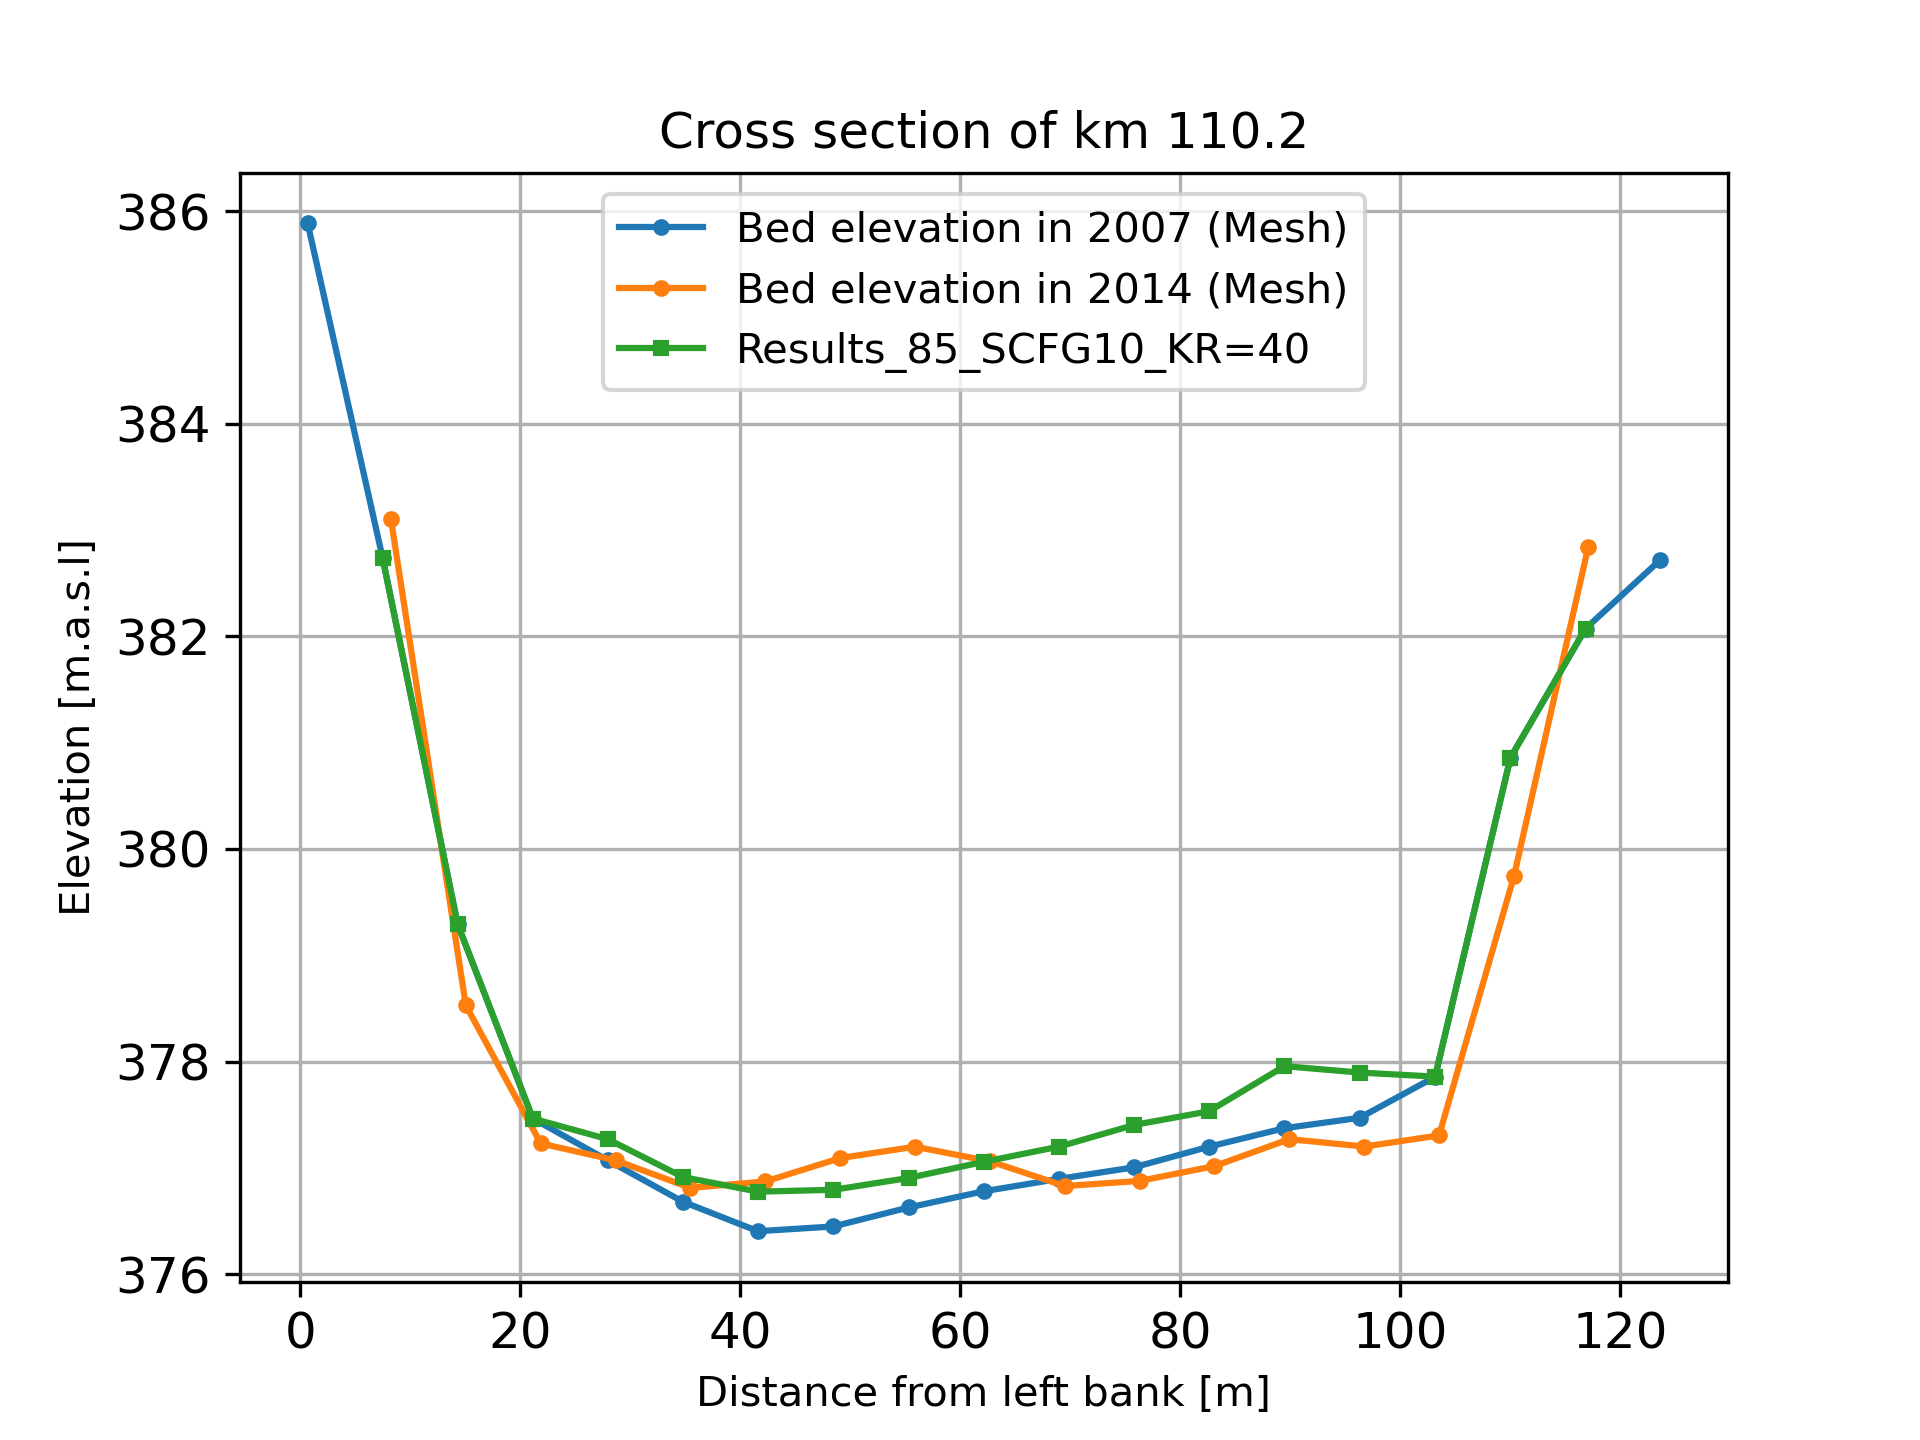 Cross section of km 110.2
Bed elevation in 2007 (Mesh)
Bed elevation in 2014 (Mesh)
Results_85_SCFG10_KR=40
Elevation [m.a.s.l]
386
384
382
380
378
376
0 20 40 60 80 100 120
Distance from left bank [m]